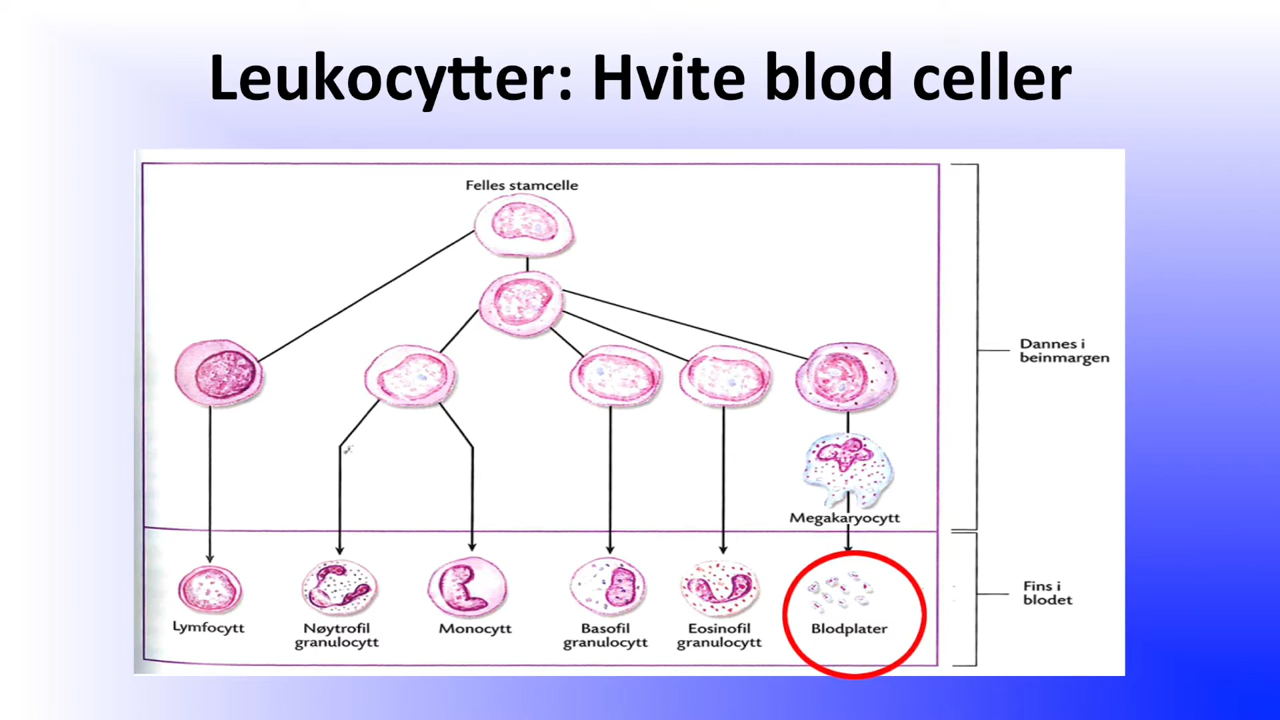 Leukocytter: Hvite blod celler
Felles stamcelle
Dannes i
beinmargen
Megakaryocytt
Fins i
blodet
Lymfocytt
Nøytrofil
granulocytt
Monocytt
Basofil
granulocytt
Eosinofil
granulocytt
Blodplater